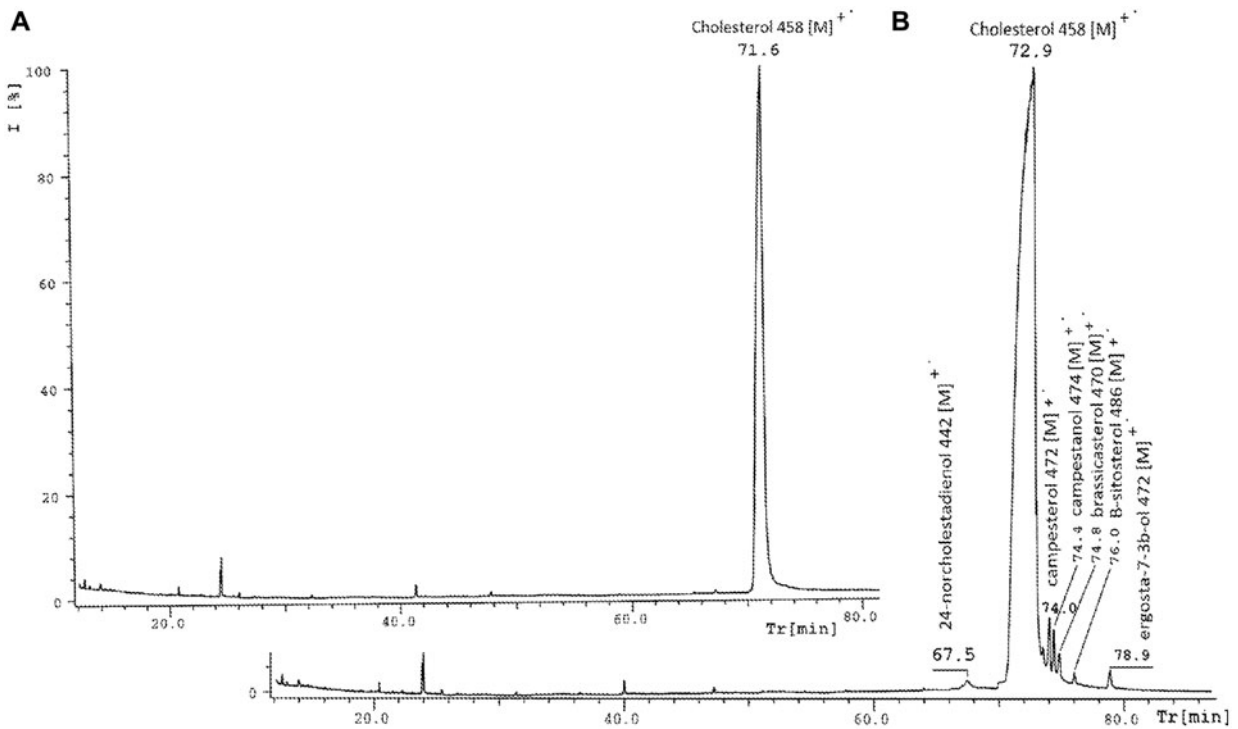 A
Cholesterol 458 [M]+·
71.6
I [%]
100
80
60
40
20
0
20.0
40.0
60.0
80.0
Tr[min]
B
Cholesterol 458 [M]+·
72.9
24-norcholestadienol 442 [M]+·
67.5
campesterol 472 [M]+·
74.0
74.4 campestanol 474 [M]+·
74.8 brassicasterol 470 [M]+·
76.0 B-sitosterol 486 [M]+·
ergosta-7-3b-ol 472 [M]+·
78.9
0
20.0
40.0
60.0
80.0
Tr[min]